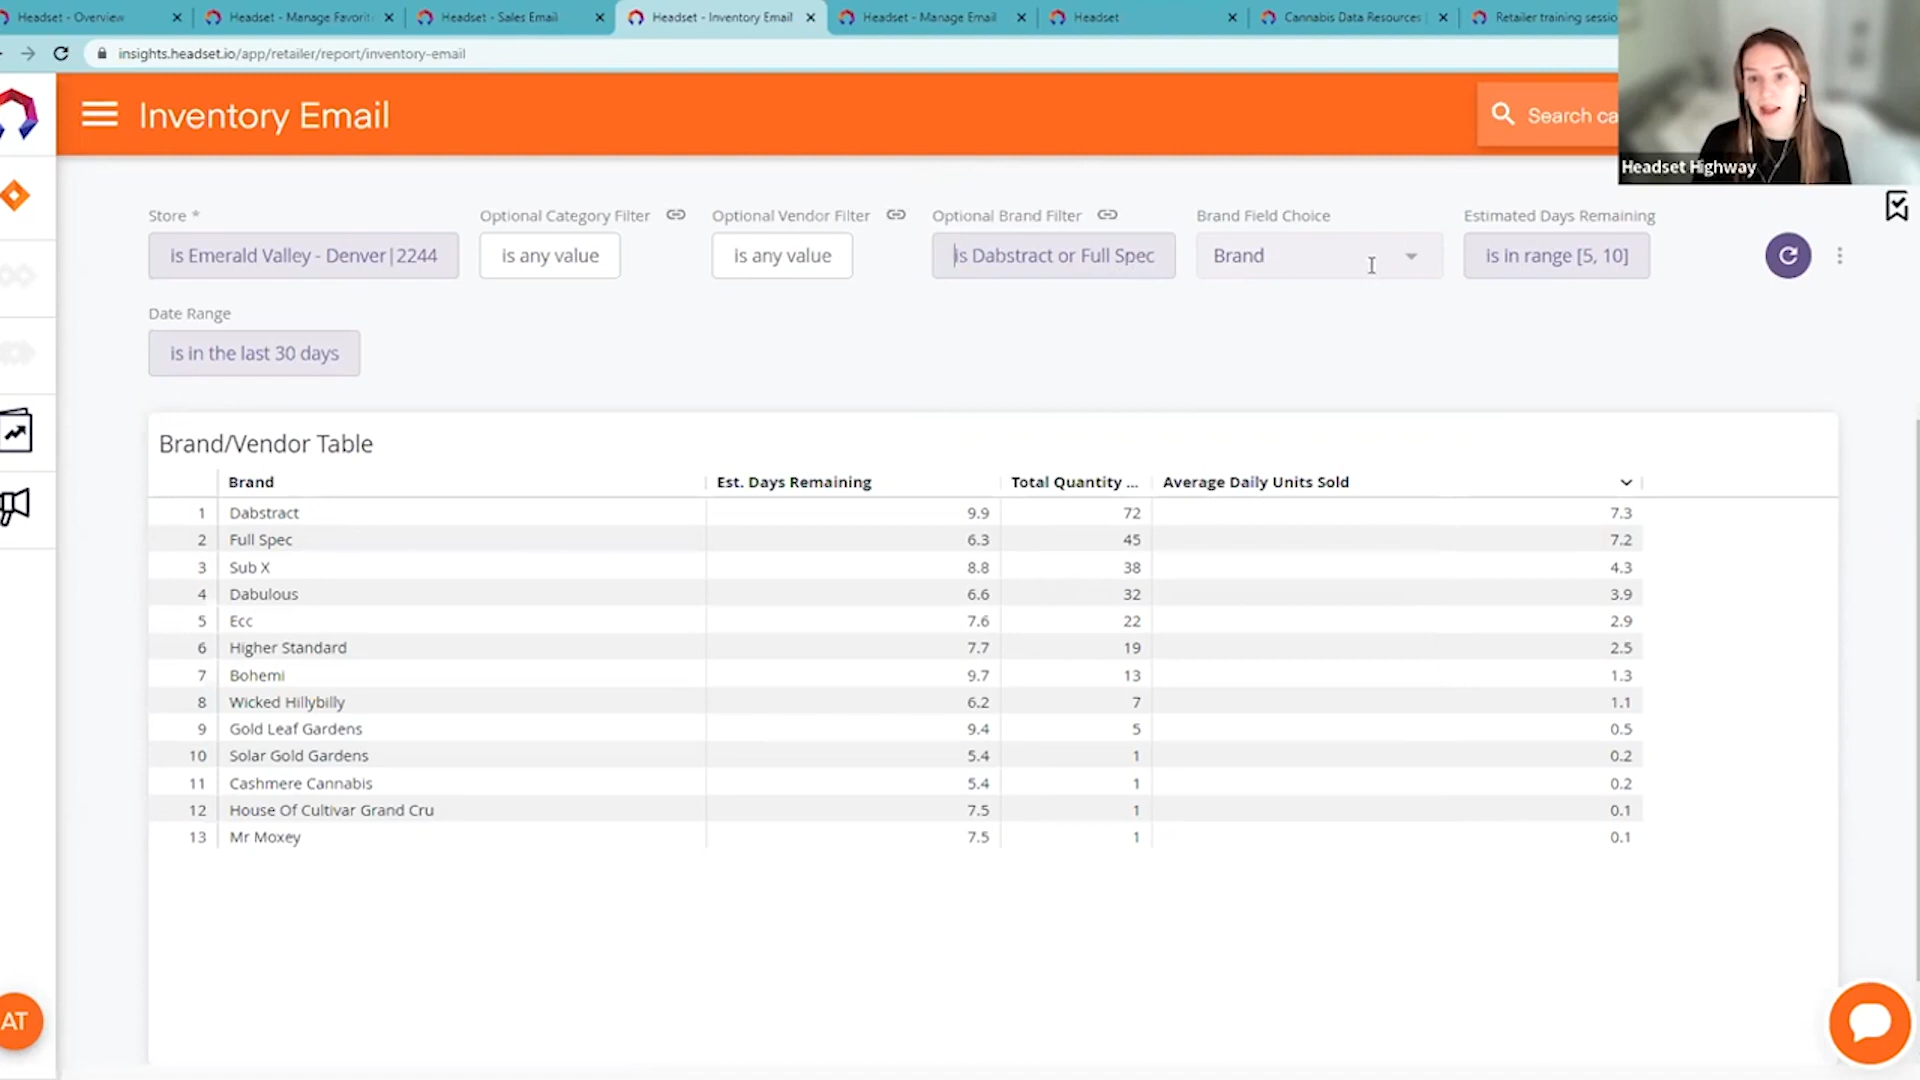 Headset - Overview
Headset - Manage Favorit
Headset - Sales Email
Headset - Inventory Email
Headset - Manage Email
Headset
Cannabis Data Resources
Retailer training sessio
insights.headset.io/app/retailer/report/inventory-email
Inventory Email
Search ca
Headset Highway
Store *
Optional Category Filter
Optional Vendor Filter
Optional Brand Filter
Brand Field Choice
Estimated Days Remaining
is Emerald Valley - Denver|2244
is any value
is any value
is Dabstract or Full Spec
Brand
is in range [5, 10]
Date Range
is in the last 30 days
Brand/Vendor Table
Brand Est. Days Remaining Total Quantity ... Average Daily Units Sold
1 Dabstract 9.9 72 7.3
2 Full Spec 6.3 45 7.2
3 Sub X 8.8 38 4.3
4 Dabulous 6.6 32 3.9
5 Ecc 7.6 22 2.9
6 Higher Standard 7.7 19 2.5
7 Bohemi 9.7 13 1.3
8 Wicked Hillybilly 6.2 7 1.1
9 Gold Leaf Gardens 9.4 5 0.5
10 Solar Gold Gardens 5.4 1 0.2
11 Cashmere Cannabis 5.4 1 0.2
12 House Of Cultivar Grand Cru 7.5 1 0.1
13 Mr Moxey 7.5 1 0.1
AT